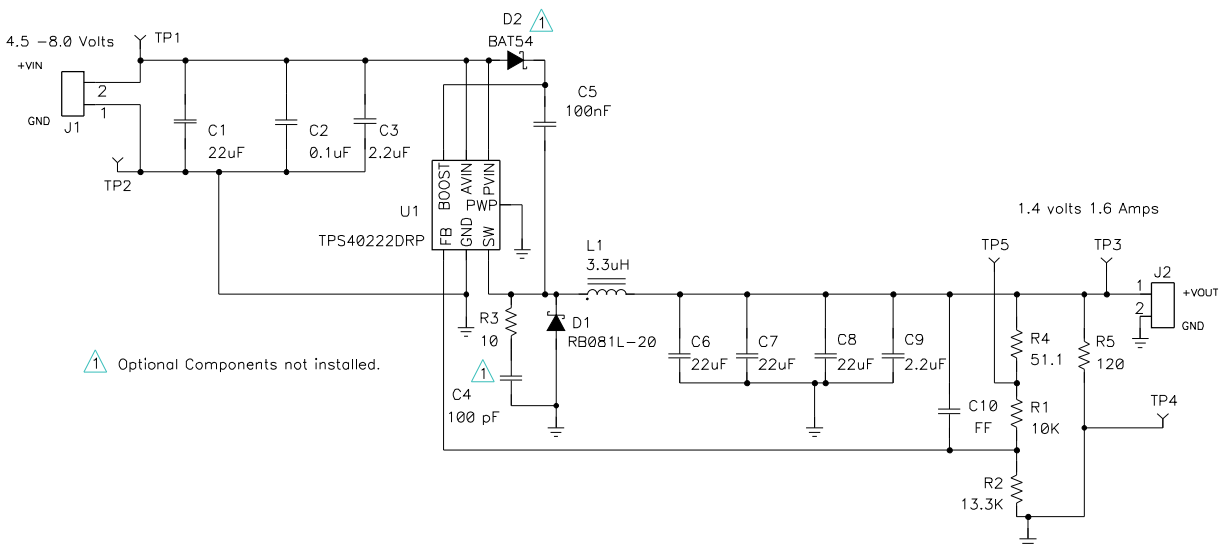 4.5 -8.0 Volts
TP1
D2
1
BAT54
+VIN
2
1
GND
J1
TP2
C1
22uF
C2
0.1uF
C3
2.2uF
C5
100nF
BOOST
AVIN
PVIN
PWP
FB
GND
SW
U1
TPS40222DRP
1.4 volts 1.6 Amps
L1
3.3uH
TP5
TP3
J2
1
2
+VOUT
GND
R3
10
D1
RB081L-20
C6
22uF
C7
22uF
C8
22uF
C9
2.2uF
R4
51.1
R5
120
1 Optional Components not installed.
1
C4
100 pF
C10
FF
R1
10K
TP4
R2
13.3K